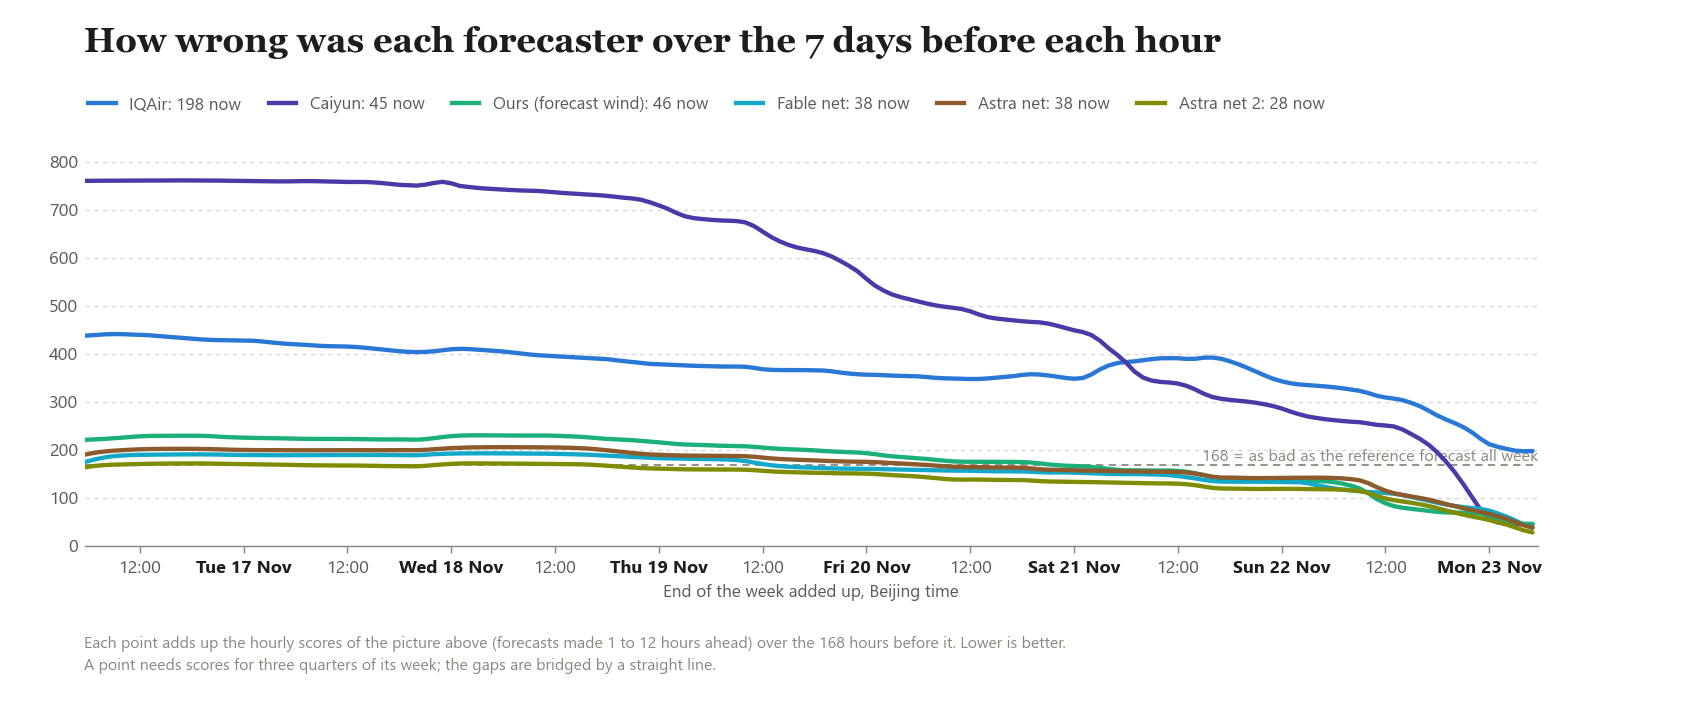 How wrong was each forecaster over the 7 days before each hour
IQAir: 198 now Caiyun: 45 now Ours (forecast wind): 46 now Fable net: 38 now Astra net: 38 now Astra net 2: 28 now
800
700
600
500
400
300
200
168 = as bad as the reference forecast all week
100
0
12:00 Tue 17 Nov 12:00 Wed 18 Nov 12:00 Thu 19 Nov 12:00 Fri 20 Nov 12:00 Sat 21 Nov 12:00 Sun 22 Nov 12:00 Mon 23 Nov
End of the week added up, Beijing time
Each point adds up the hourly scores of the picture above (forecasts made 1 to 12 hours ahead) over the 168 hours before it. Lower is better.
A point needs scores for three quarters of its week; the gaps are bridged by a straight line.